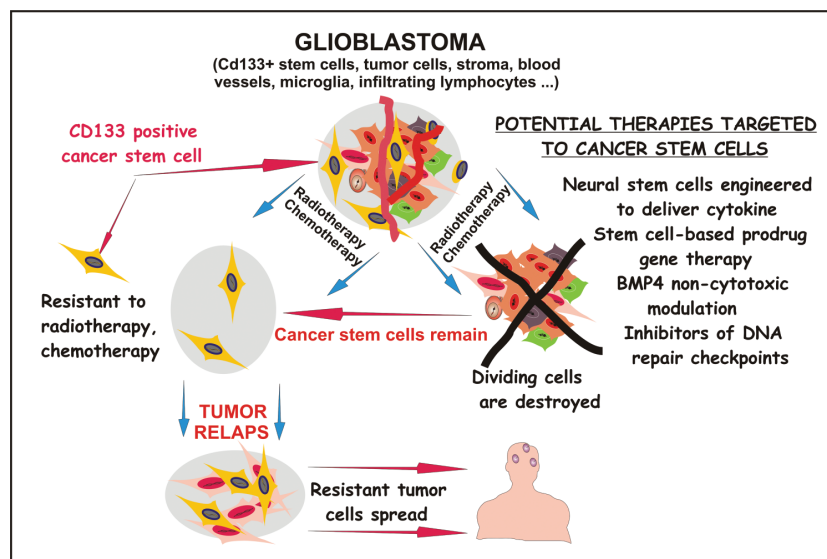 GLIOBLASTOMA
(Cd133+ stem cells, tumor cells, stroma, blood
vessels, microglia, infiltrating lymphocytes ...)
CD133 positive
cancer stem cell
POTENTIAL THERAPIES TARGETED
TO CANCER STEM CELLS
Neural stem cells engineered
to deliver cytokine
Stem cell-based prodrug
gene therapy
BMP4 non-cytotoxic
modulation
Inhibitors of DNA
repair checkpoints
Radiotherapy
Chemotherapy
Radiotherapy
Chemotherapy
Resistant to
radiotherapy,
chemotherapy
Cancer stem cells remain
Dividing cells
are destroyed
TUMOR
RELAPS
Resistant tumor
cells spread